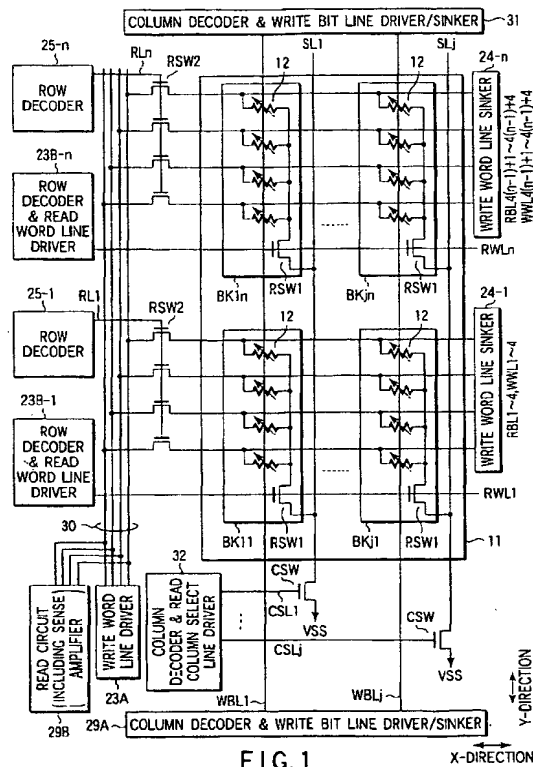 COLUMN DECODER & WRITE BIT LINE DRIVER/SINKER
31
25-n
RLn
RSW2
SL1
SLj
24-n
ROW
DECODER
12
12
WRITE WORD LINE SINKER
RBL4(n-1)+1~4(n-1)+4
WWL4(n-1)+1~4(n-1)+4
23B-n
ROW DECODER
& READ
WORD LINE
DRIVER
RWLn
BK1n
RSW1
BKjn
RSW1
25-1
RL1
RSW2
24-1
ROW
DECODER
12
12
WRITE WORD LINE SINKER
RBL1~4,WWL1~4
23B-1
ROW DECODER
& READ
WORD LINE
DRIVER
RWL1
BK11
RSW1
BKj1
RSW1
11
30
32
READ CIRCUIT
(INCLUDING SENSE
AMPLIFIER)
29B
WRITE WORD
LINE DRIVER
23A
COLUMN
DECODER & READ
COLUMN SELECT
LINE DRIVER
CSW
CSL1
VSS
CSW
CSLj
VSS
WBL1
WBLj
29A
COLUMN DECODER & WRITE BIT LINE DRIVER/SINKER
Y-DIRECTION
X-DIRECTION
FIG. 1